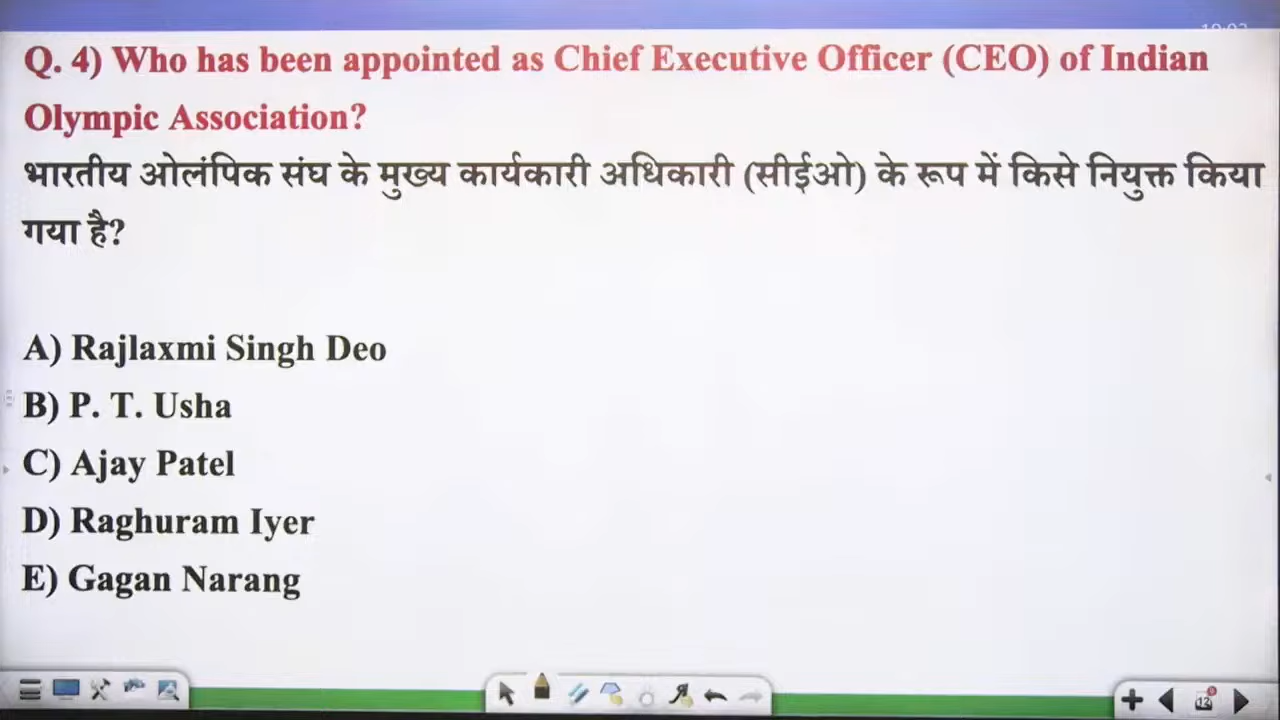 Q. 4) Who has been appointed as Chief Executive Officer (CEO) of Indian
Olympic Association?
भारतीय ओलंपिक संघ के मुख्य कार्यकारी अधिकारी (सीईओ) के रूप में किसे नियुक्त किया
गया है?
A) Rajlaxmi Singh Deo
B) P. T. Usha
C) Ajay Patel
D) Raghuram Iyer
E) Gagan Narang
12